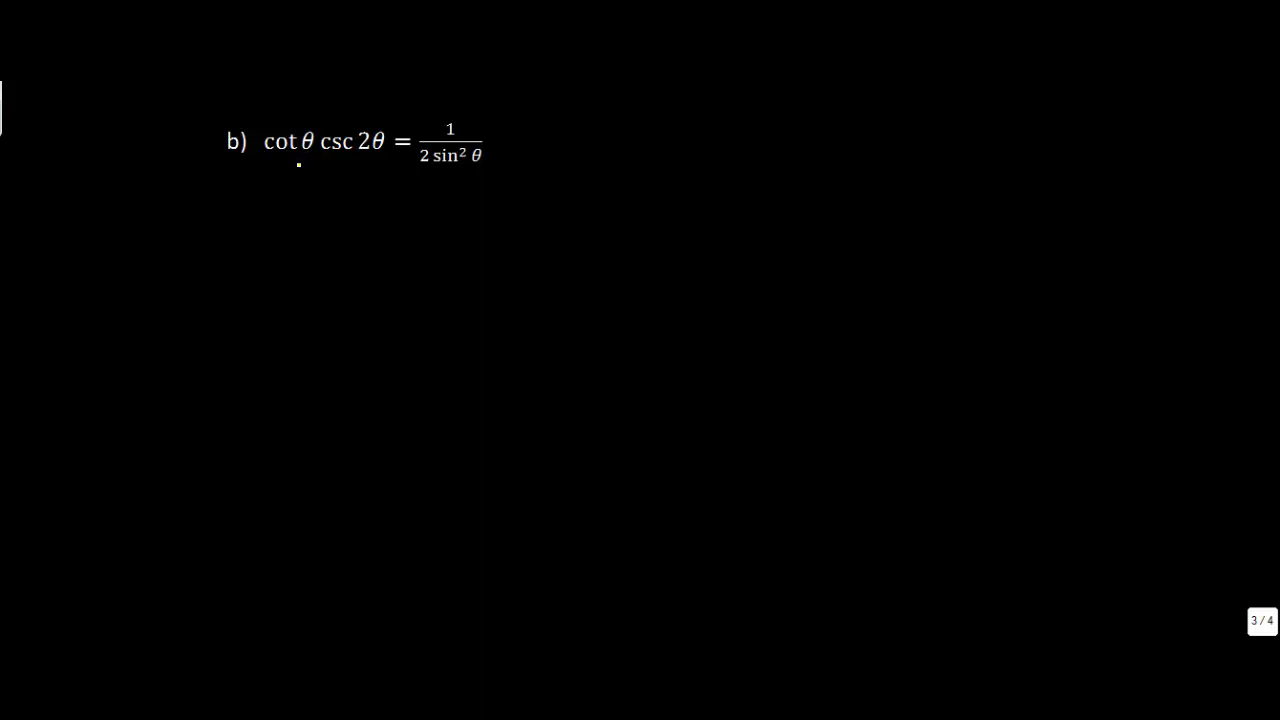 b) cot θ csc 2θ = 1 / 2 sin² θ
3 / 4